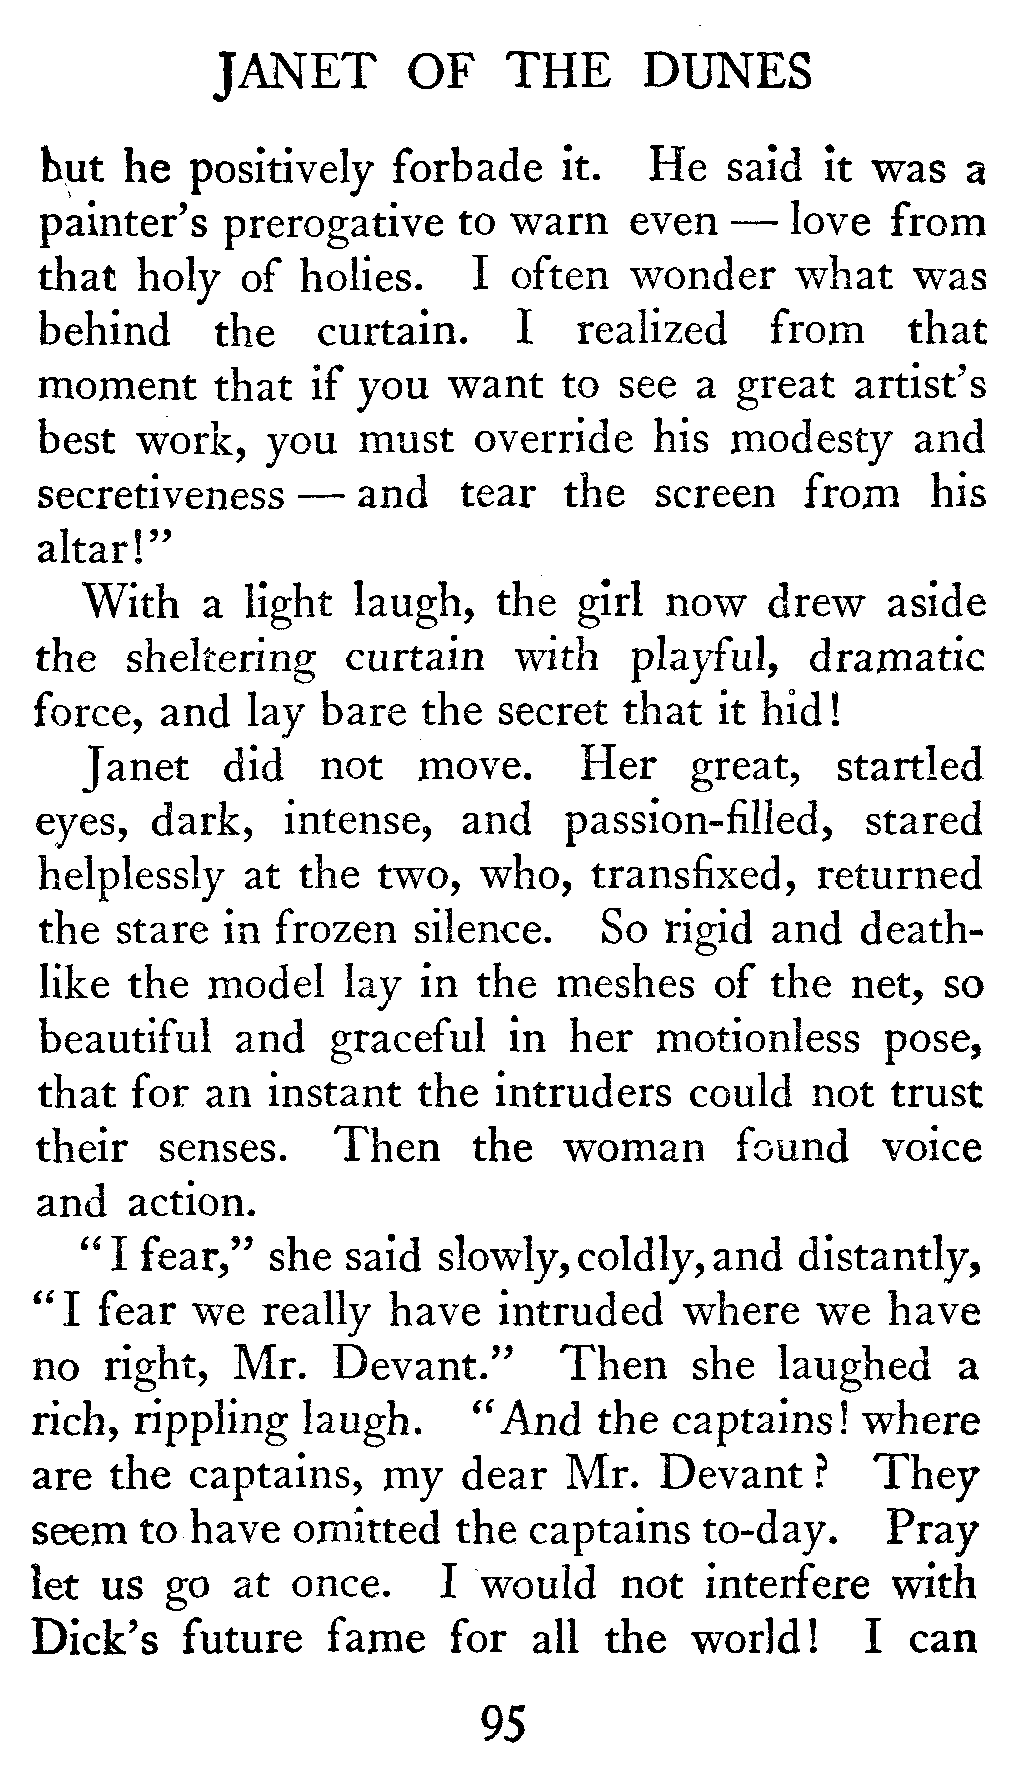 JANET OF THE DUNES
but he positively forbade it. He said it was a
painter's prerogative to warn even — love from
that holy of holies. I often wonder what was
behind the curtain. I realized from that
moment that if you want to see a great artist's
best work, you must override his modesty and
secretiveness — and tear the screen from his
altar!”
With a light laugh, the girl now drew aside
the sheltering curtain with playful, dramatic
force, and lay bare the secret that it hid!
Janet did not move. Her great, startled
eyes, dark, intense, and passion-filled, stared
helplessly at the two, who, transfixed, returned
the stare in frozen silence. So rigid and death-
like the model lay in the meshes of the net, so
beautiful and graceful in her motionless pose,
that for an instant the intruders could not trust
their senses. Then the woman found voice
and action.
“I fear,” she said slowly, coldly, and distantly,
“I fear we really have intruded where we have
no right, Mr. Devant.” Then she laughed a
rich, rippling laugh. “And the captains! where
are the captains, my dear Mr. Devant? They
seem to have omitted the captains to-day. Pray
let us go at once. I would not interfere with
Dick's future fame for all the world! I can
95